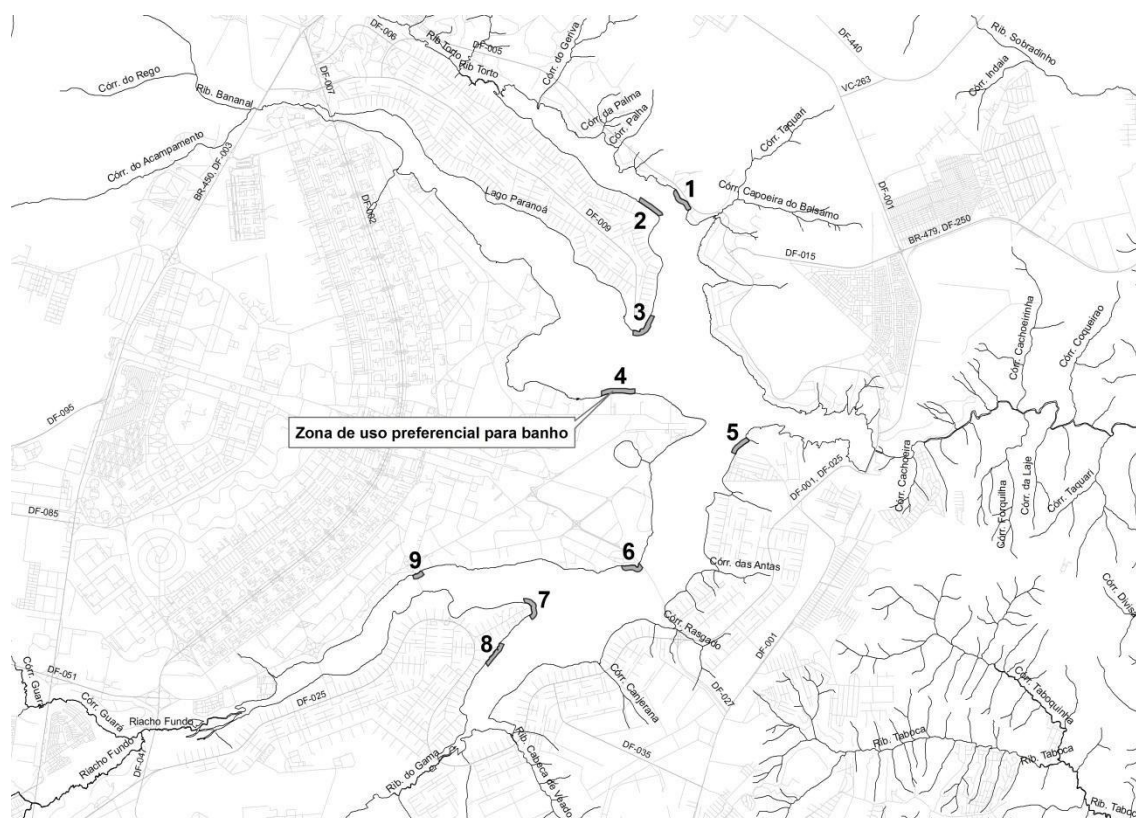 DF-006
DF-005
DF-440
Rib. Sobradinho
Rib Torto
Rib Torto
Córr. do Geriva
Córr. do Rego
DF-007
VC-263
Córr. Indaia
Rib. Bananal
Córr. da Palma
Córr. Palha
Córr. Taquari
Córr. do Acampamento
BR-450, DF-003
1
Córr. Capoeira do Balsamo
Lago Paranoá
DF-001
2
DF-009
BR-479, DF-250
DF-015
3
Córr. Cachoeirinha
Córr. Coqueirao
4
DF-095
Zona de uso preferencial para banho
5
DF-001, DF-025
Córr. Cachoeira
Córr. Forquilha
Córr. da Laje
Córr. Taquari
DF-085
9
6
Córr. das Antas
7
Córr. Divisa
8
Córr. Rasgado
DF-001
Córr. Guará
DF-051
Córr. Guará
DF-025
Córr. Canjerana
DF-027
Córr. Taboquinha
Riacho Fundo
Riacho Fundo
DF-047
Rib. do Gama
Rib. Cabeca de Veado
DF-035
Rib. Taboca
Rib. Taboca
Rib. Taboca